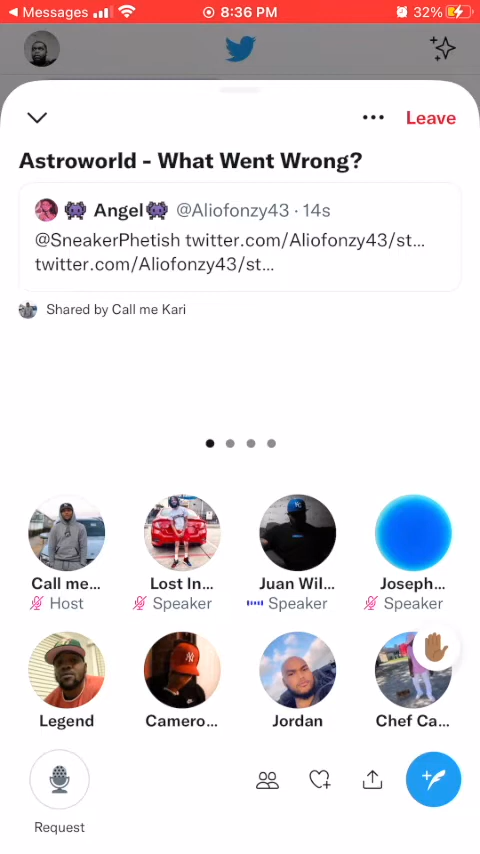 Messages 8:36 PM 32%
Leave
Astroworld - What Went Wrong?
Angel @Aliofonzy43 · 14s
@SneakerPhetish twitter.com/Aliofonzy43/st...
twitter.com/Aliofonzy43/st...
Shared by Call me Kari
Call me... Lost In... Juan Wil... Joseph...
Host Speaker Speaker Speaker
Legend Camero... Jordan Chef Ca...
Request